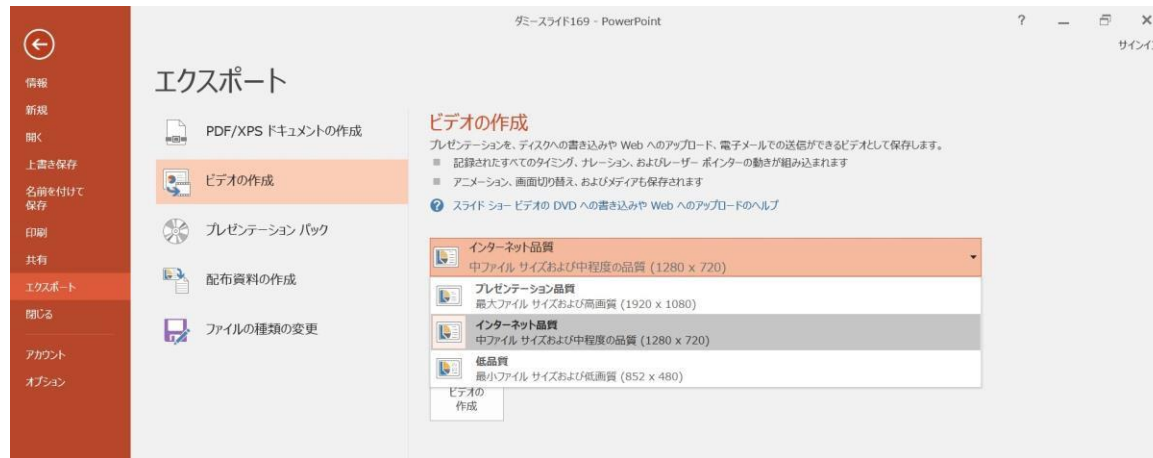 ダミースライド169 - PowerPoint
?
情報
新規
開く
上書き保存
名前を付けて
保存
印刷
共有
エクスポート
閉じる
アカウント
オプション
エクスポート
PDF/XPS ドキュメントの作成
ビデオの作成
プレゼンテーション パック
配布資料の作成
ファイルの種類の変更
ビデオの作成
プレゼンテーションを、ディスクへの書き込みや Web へのアップロード、電子メールでの送信ができるビデオとして保存します。
記録されたすべてのタイミング、ナレーション、およびレーザー ポインターの動きが組み込まれます
アニメーション、画面切り替え、およびメディアも保存されます
スライド ショー ビデオの DVD への書き込みや Web へのアップロードのヘルプ
インターネット品質
中ファイル サイズおよび中程度の品質 (1280 x 720)
プレゼンテーション品質
最大ファイル サイズおよび高画質 (1920 x 1080)
インターネット品質
中ファイル サイズおよび中程度の品質 (1280 x 720)
低品質
最小ファイル サイズおよび低画質 (852 x 480)
ビデオの
作成